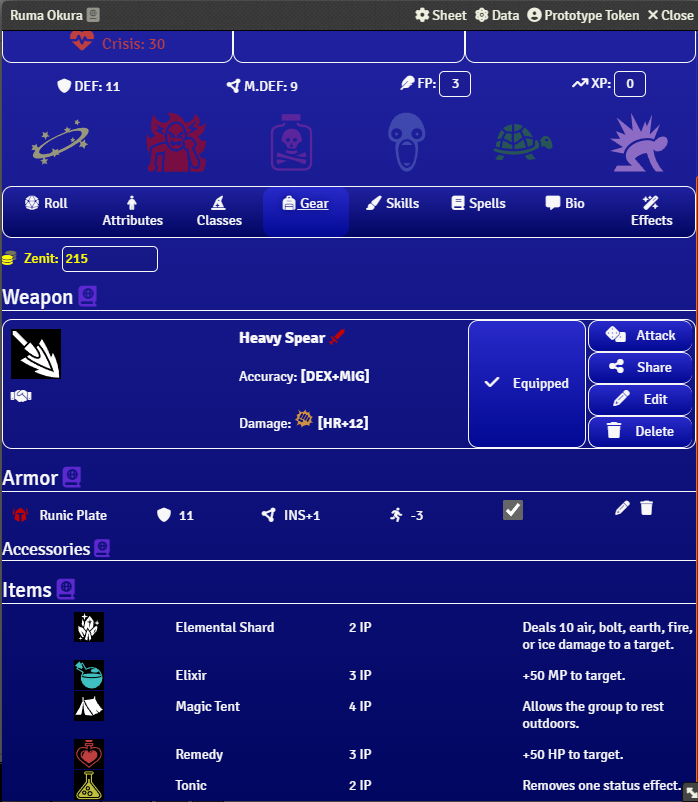 Ruma Okura Sheet Data Prototype Token Close
Crisis: 30
DEF: 11 M.DEF: 9 FP: 3 XP: 0
Roll Attributes Classes Gear Skills Spells Bio Effects
Zenit: 215
Weapon
Heavy Spear
Accuracy: [DEX+MIG]
Damage: [HR+12]
Equipped
Attack
Share
Edit
Delete
Armor
Runic Plate 11 INS+1 -3
Accessories
Items
Elemental Shard 2 IP Deals 10 air, bolt, earth, fire,
or ice damage to a target.
Elixir 3 IP +50 MP to target.
Magic Tent 4 IP Allows the group to rest
outdoors.
Remedy 3 IP +50 HP to target.
Tonic 2 IP Removes one status effect.